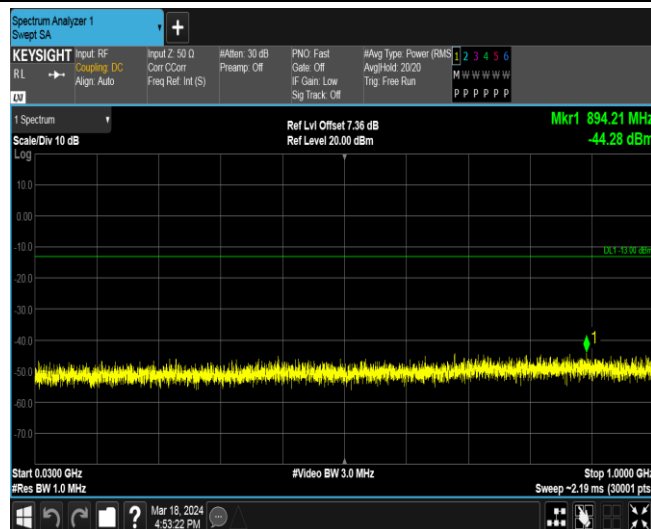 Spectrum Analyzer 1
Swept SA
+
KEYSIGHT
RL
LXI
Input: RF
Coupling: DC
Align: Auto
Input Z: 50 Ω
Corr CCorr
Freq Ref: Int (S)
#Atten: 30 dB
Preamp: Off
PNO: Fast
Gate: Off
IF Gain: Low
Sig Track: Off
#Avg Type: Power (RMS
Avg|Hold: 20/20
Trig: Free Run
1 2 3 4 5 6
M W W W W W
P P P P P P
1 Spectrum
Scale/Div 10 dB
Log
Ref Lvl Offset 7.36 dB
Ref Level 20.00 dBm
Mkr1 894.21 MHz
-44.28 dBm
10.0
0.00
-10.0
DL1 -13.00 dBm
-20.0
-30.0
-40.0
1
-50.0
-60.0
-70.0
Start 0.0300 GHz
#Res BW 1.0 MHz
#Video BW 3.0 MHz
Stop 1.0000 GHz
Sweep ~2.19 ms (30001 pts)
?
Mar 18, 2024
4:53:22 PM